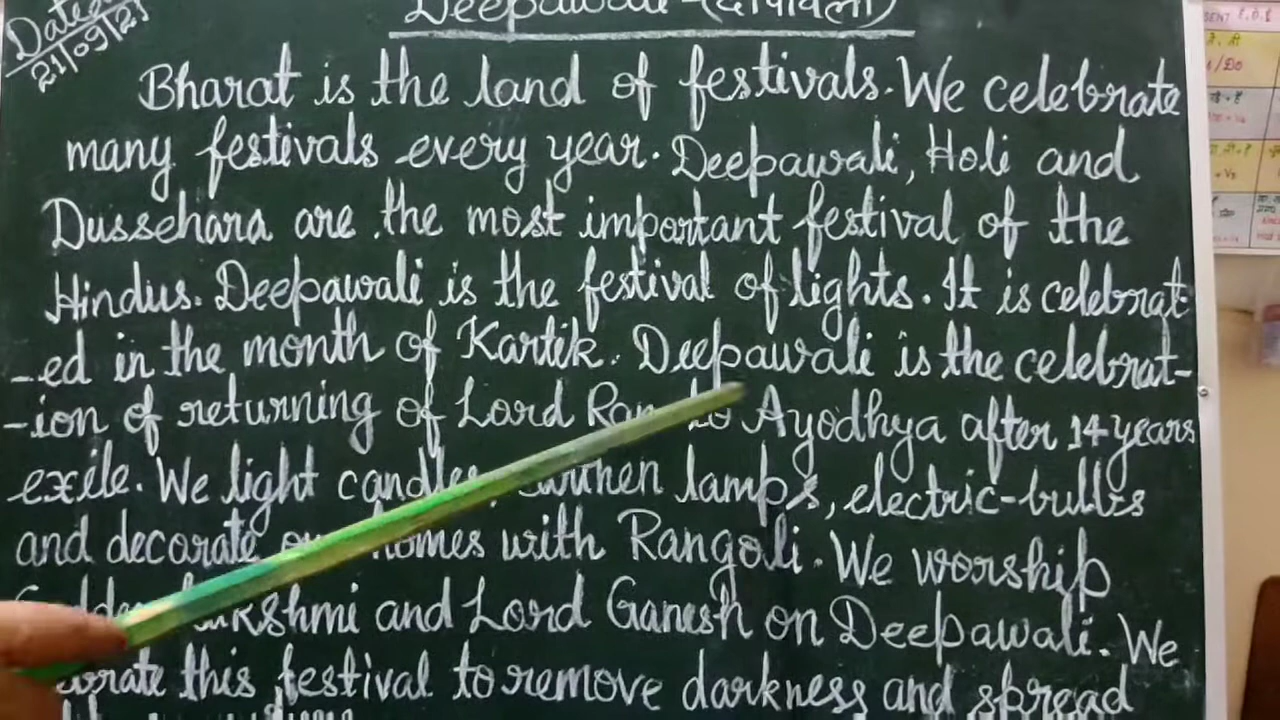 Deepawali - (दीपावली)
Date:
21/09/21
Bharat is the land of festivals. We celebrate
many festivals every year. Deepawali, Holi and
Dussehara are the most important festival of the
Hindus. Deepawali is the festival of lights. It is celebrat-
-ed in the month of Kartik. Deepawali is the celebrat-
-ion of returning of Lord to Ayodhya after 14 years
exile. We light lamps, electric-bulbs
and decorate homes with Rangoli. We worship
Lakshmi and Lord Ganesh on Deepawali. We
this festival to remove darkness and spread